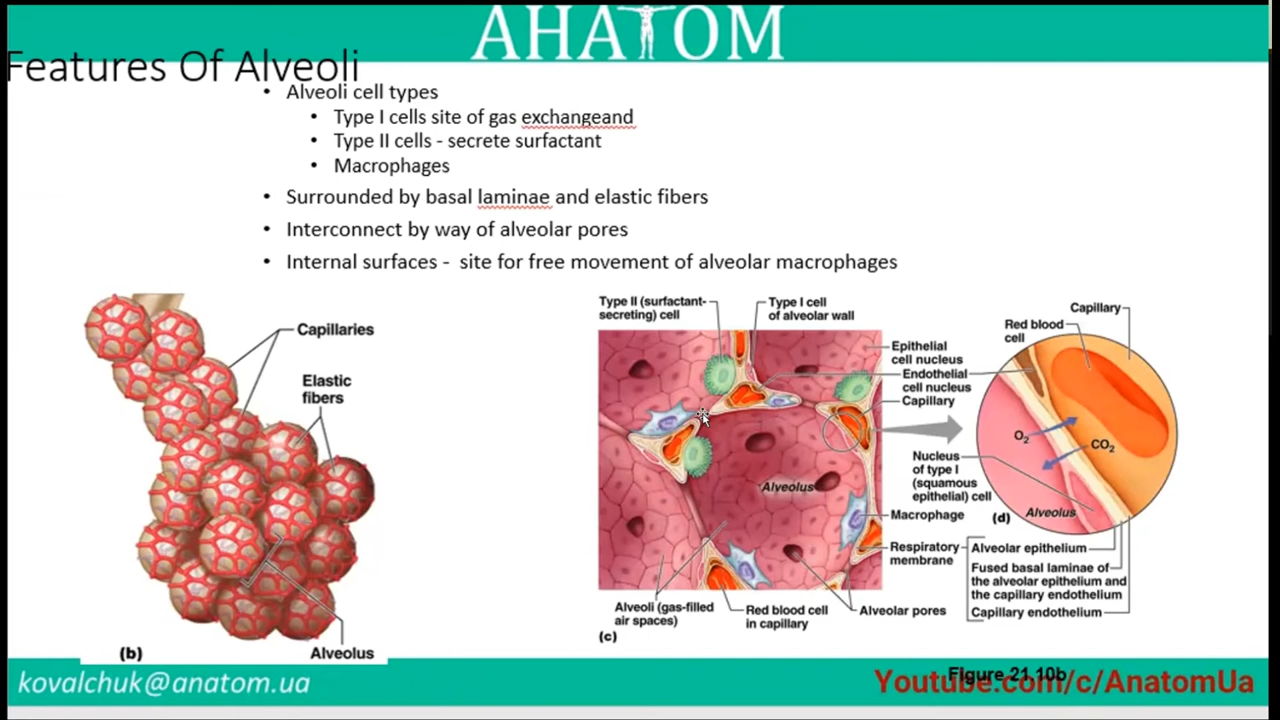 AHATOM
Features Of Alveoli
• Alveoli cell types
• Type I cells site of gas exchangeand
• Type II cells - secrete surfactant
• Macrophages
• Surrounded by basal laminae and elastic fibers
• Interconnect by way of alveolar pores
• Internal surfaces - site for free movement of alveolar macrophages
Capillaries
Elastic
fibers
Alveolus
(b)
Type II (surfactant-
secreting) cell
Type I cell
of alveolar wall
Epithelial
cell nucleus
Endothelial
cell nucleus
Capillary
Alveolus
Macrophage
Respiratory
membrane
Alveoli (gas-filled
air spaces)
Red blood cell
in capillary
Alveolar pores
(c)
Capillary
Red blood
cell
O2
CO2
Nucleus
of type I
(squamous
epithelial) cell
Alveolus
(d)
Alveolar epithelium
Fused basal laminae of
the alveolar epithelium and
the capillary endothelium
Capillary endothelium
Figure 21.10b
kovalchuk@anatom.ua
Youtube.com/c/AnatomUa